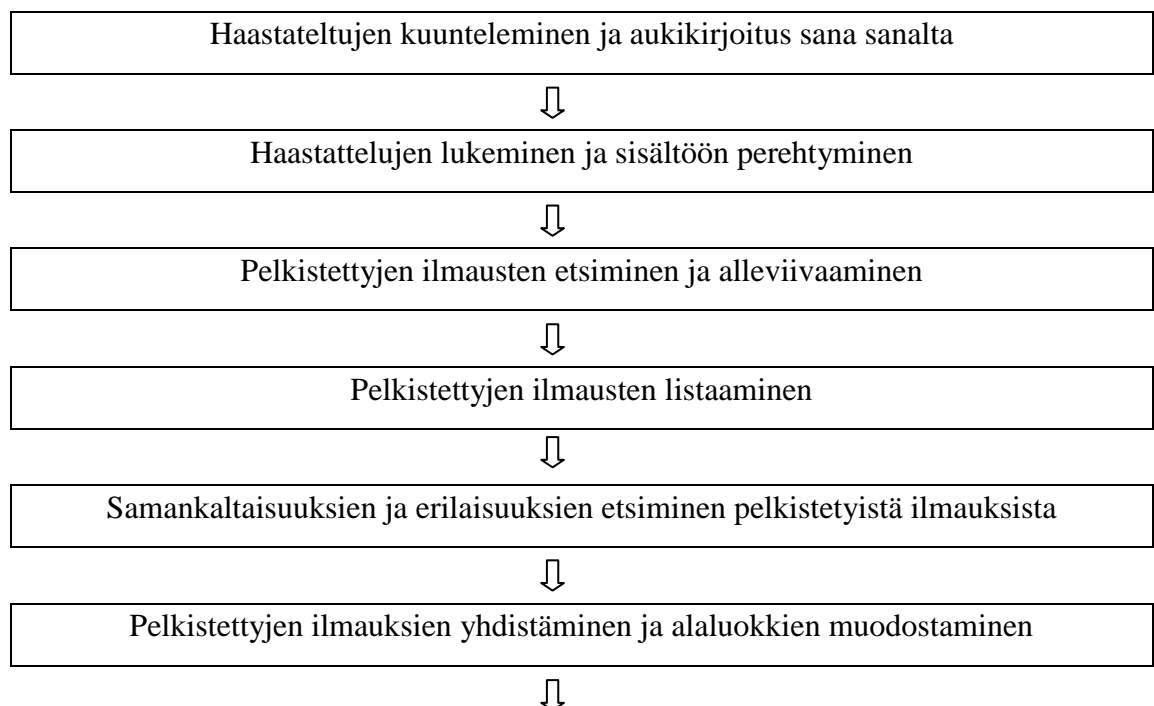 Haastateltujen kuunteleminen ja aukikirjoitus sana sanalta
Haastattelujen lukeminen ja sisältöön perehtyminen
Pelkistettyjen ilmausten etsiminen ja alleviivaaminen
Pelkistettyjen ilmausten listaaminen
Samankaltaisuuksien ja erilaisuuksien etsiminen pelkistetyistä ilmauksista
Pelkistettyjen ilmauksien yhdistäminen ja alaluokkien muodostaminen